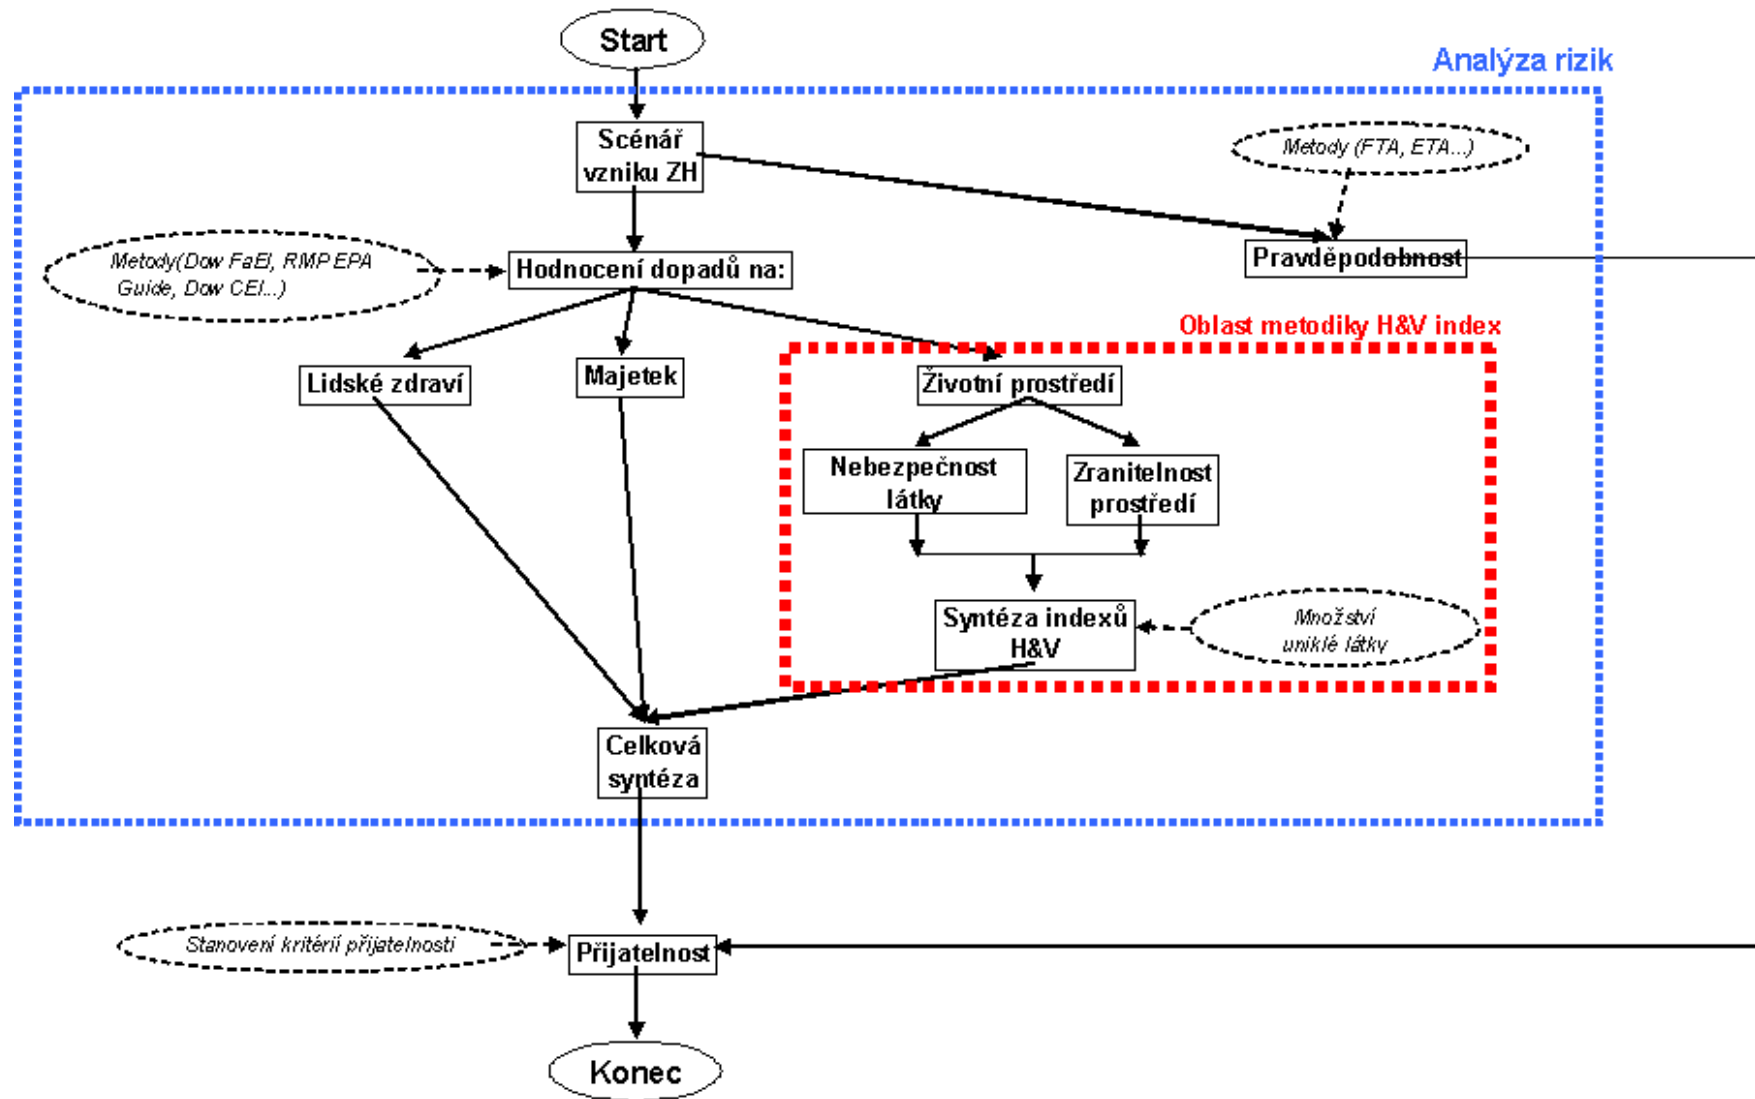 Start
Analýza rizik
Scénář
vzniku ZH
Metody (FTA, ETA...)
Metody(Dow FaEI, RMP EPA
Guide, Dow CEI...)
Hodnocení dopadů na:
Pravděpodobnost
Oblast metodiky H&V index
Lidské zdraví
Majetek
Životní prostředí
Nebezpečnost
látky
Zranitelnost
prostředí
Syntéza indexů
H&V
Množství
uniklé látky
Celková
syntéza
Stanovení kritérií přijatelnosti
Přijatelnost
Konec